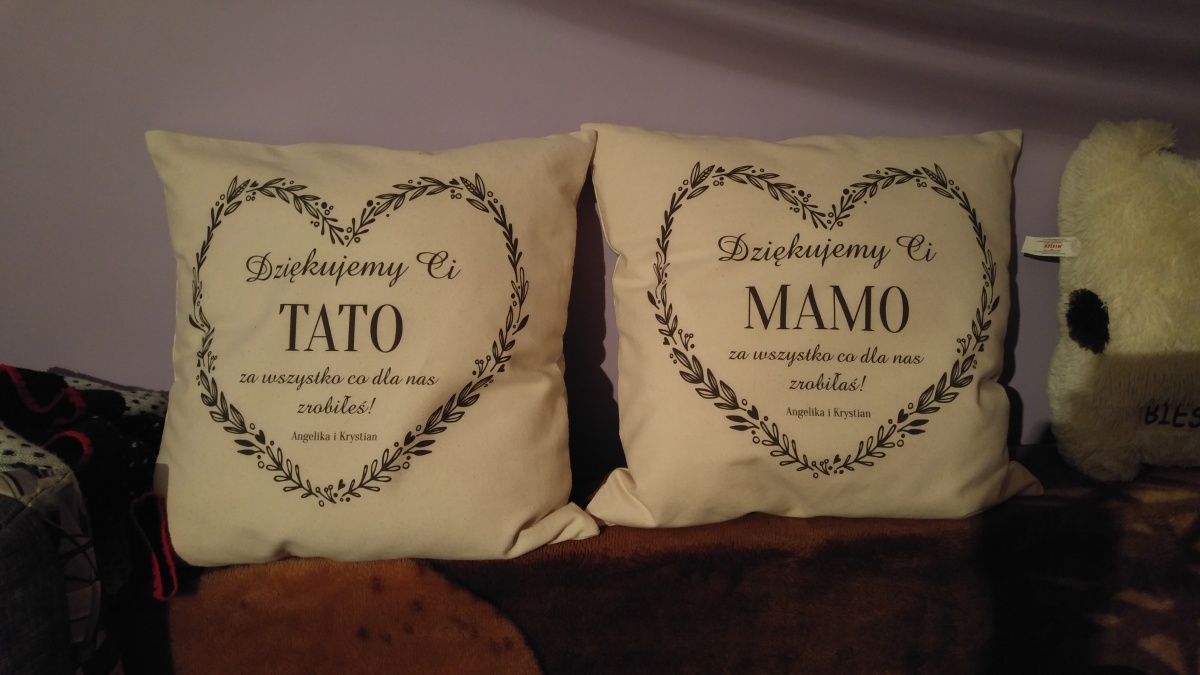 Dziękujemy Ci
TATO
za wszystko co dla nas
zrobiłeś!
Angelika i Krystian
Dziękujemy Ci
MAMO
za wszystko co dla nas
zrobiłaś!
Angelika i Krystian